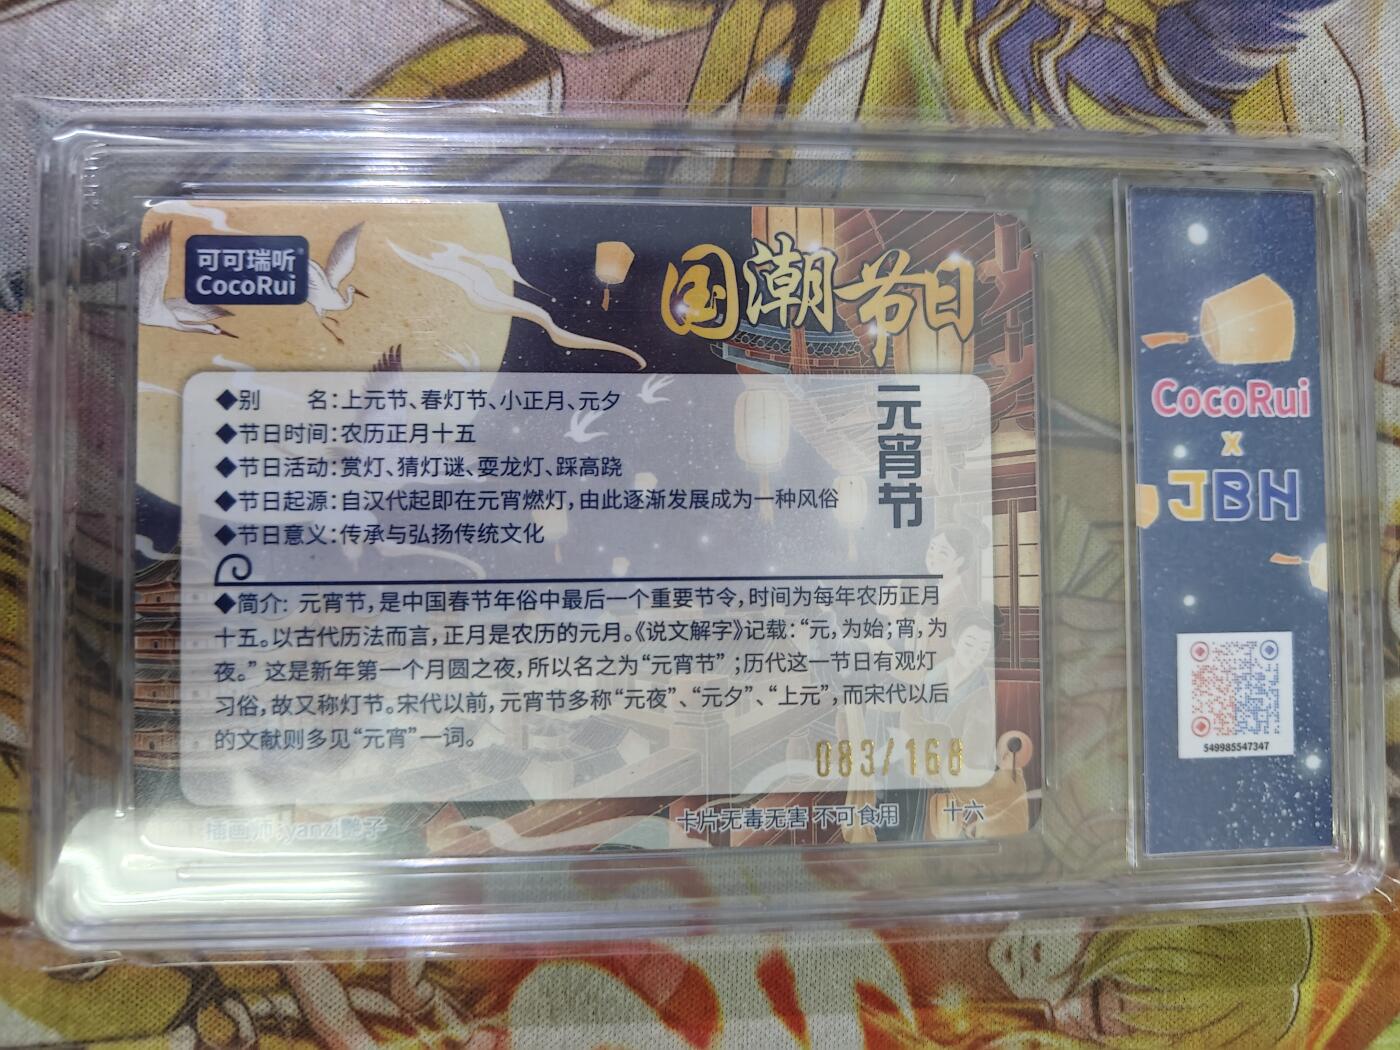 可可瑞听
CocoRui
国潮节日
元宵节
◆别 名：上元节、春灯节、小正月、元夕
◆节日时间：农历正月十五
◆节日活动：赏灯、猜灯谜、耍龙灯、踩高跷
◆节日起源：自汉代起即在元宵燃灯，由此逐渐发展成为一种风俗
◆节日意义：传承与弘扬传统文化
◆简介：元宵节，是中国春节年俗中最后一个重要节令，时间为每年农历正月
十五。以古代历法而言，正月是农历的元月。《说文解字》记载：“元，为始；宵，为
夜。”这是新年第一个月圆之夜，所以名之为“元宵节”；历代这一节日有观灯
习俗，故又称灯节。宋代以前，元宵节多称“元夜”、“元夕”、“上元”，而宋代以后
的文献则多见“元宵”一词。
083/168
插画师:yanzi艷子
卡片无毒无害 不可食用
十六
CocoRui
x
JBH
549985547347